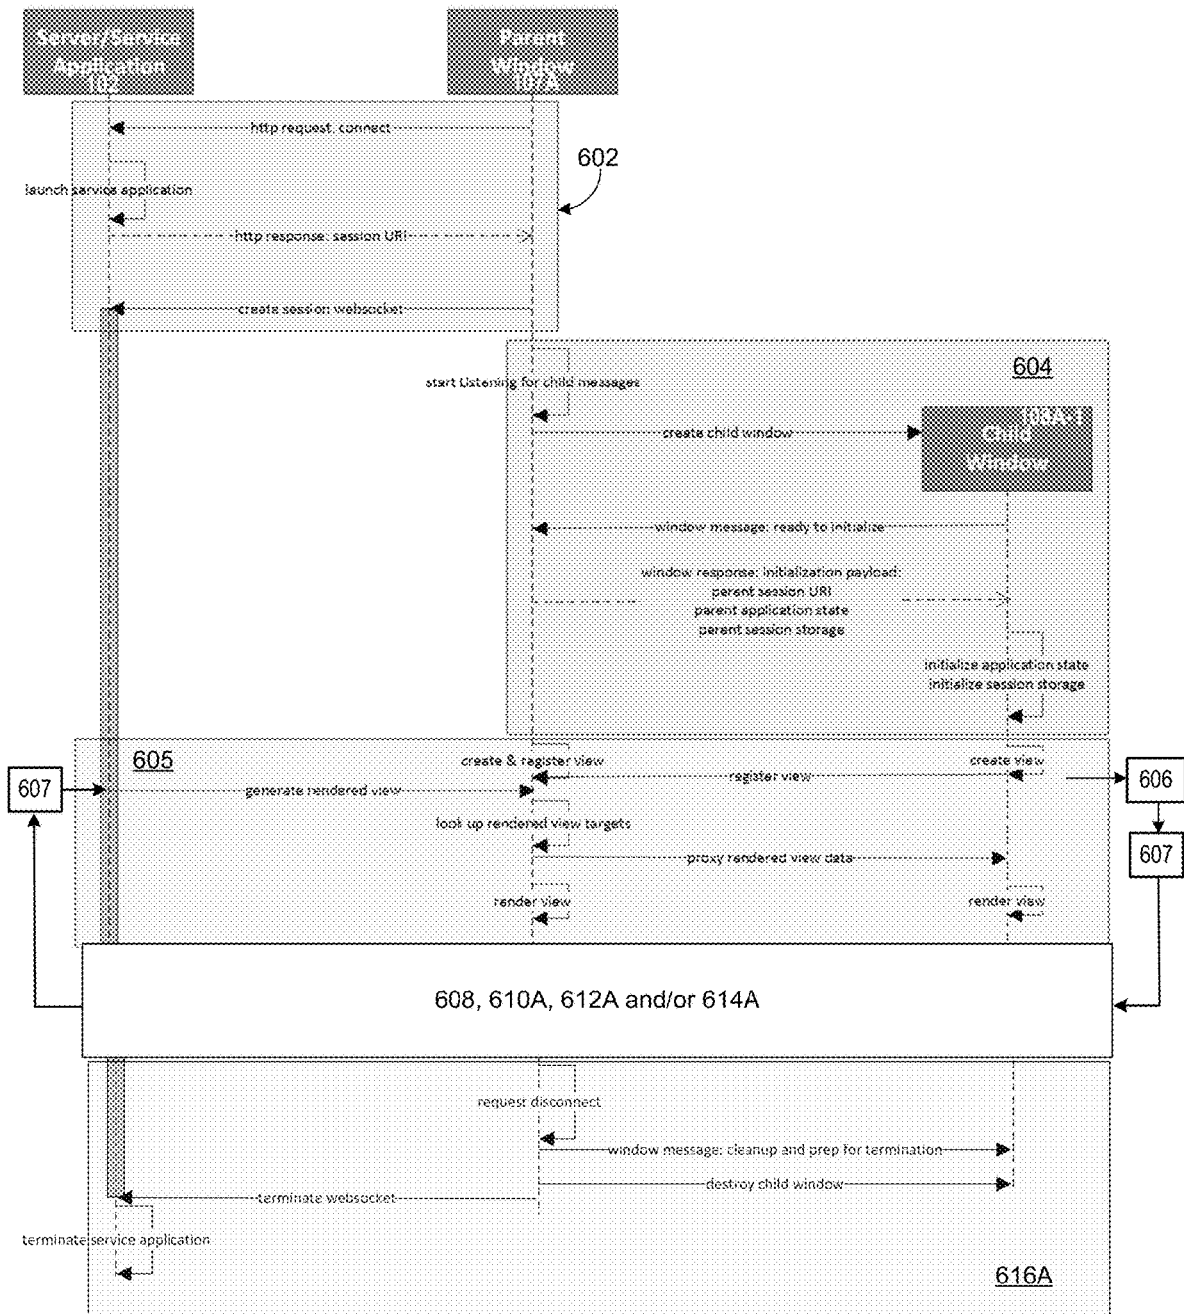 Server/Service
Application
102
Parent
Window
107A
http request: connect
602
launch service application
http response: session URI
create session websocket
604
start Listening for child messages
108A-1
Child
Window
create child window
window message: ready to initialize
window response: initialization payload:
parent session URI
parent application state
parent session storage
initialize application state
initialize session storage
605
create & register view
create view
register view
606
607
generate rendered view
look up rendered view targets
607
proxy rendered view data
render view
render view
608, 610A, 612A and/or 614A
request disconnect
window message: cleanup and prep for termination
destroy child window
terminate websocket
terminate service application
616A